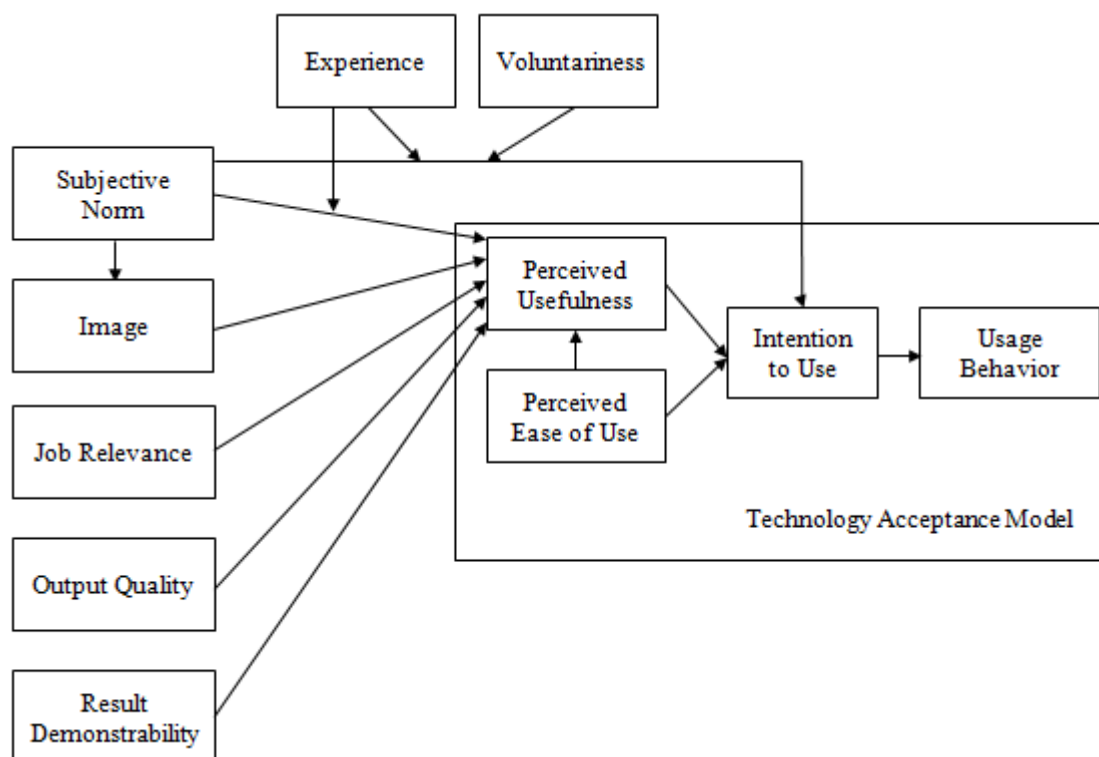 Experience
Voluntariness
Subjective
Norm
Image
Job Relevance
Output Quality
Result
Demonstrability
Perceived
Usefulness
Perceived
Ease of Use
Intention
to Use
Usage
Behavior
Technology Acceptance Model